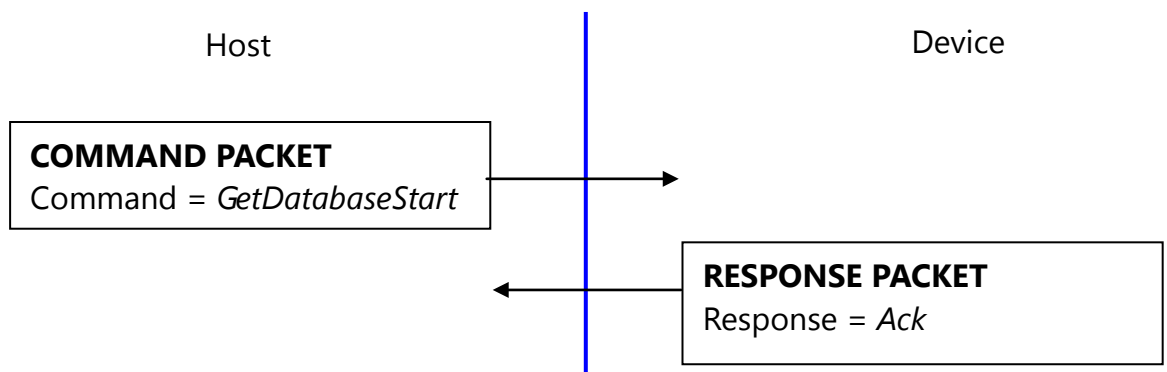 Host
Device
COMMAND PACKET
Command = GetDatabaseStart
RESPONSE PACKET
Response = Ack